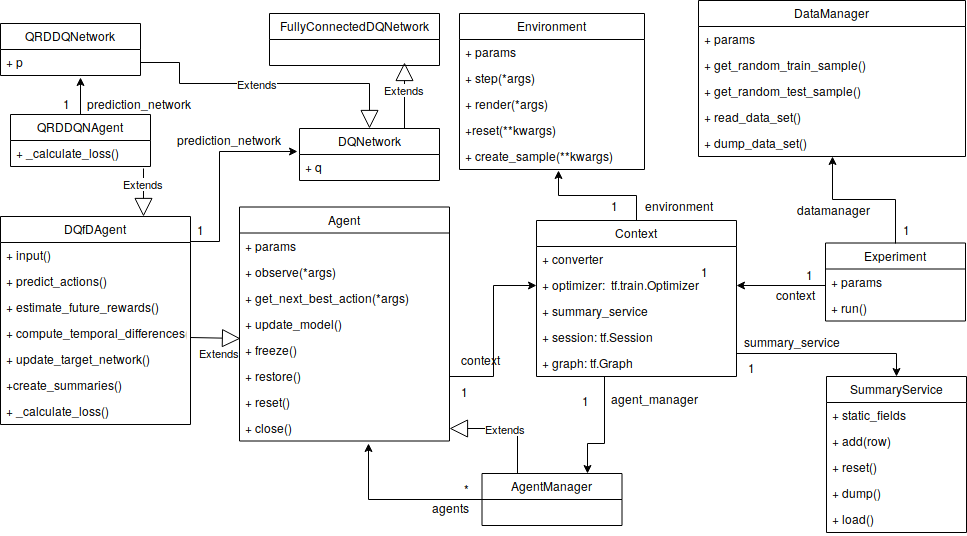 QRDDQNetwork
+ p
FullyConnectedDQNetwork
Environment
+ params
+ step(*args)
+ render(*args)
+reset(**kwargs)
+ create_sample(**kwargs)
DataManager
+ params
+ get_random_train_sample()
+ get_random_test_sample()
+ read_data_set()
+ dump_data_set()
Extends
Extends
1
prediction_network
QRDDQNAgent
+ _calculate_loss()
prediction_network
DQNetwork
+ q
Extends
1
environment
datamanager
1
DQfDAgent
+ input()
+ predict_actions()
+ estimate_future_rewards()
+ compute_temporal_differences
+ update_target_network()
+create_summaries()
+ _calculate_loss()
1
Extends
Agent
+ params
+ observe(*args)
+ get_next_best_action(*args)
+ update_model()
+ freeze()
+ restore()
+ reset()
+ close()
context
1
Context
+ converter
+ optimizer: tf.train.Optimizer
1
+ summary_service
+ session: tf.Session
+ graph: tf.Graph
1
context
Experiment
+ params
+ run()
summary_service
1
1
agent_manager
Extends
SummaryService
+ static_fields
+ add(row)
+ reset()
+ dump()
+ load()
AgentManager
*
agents